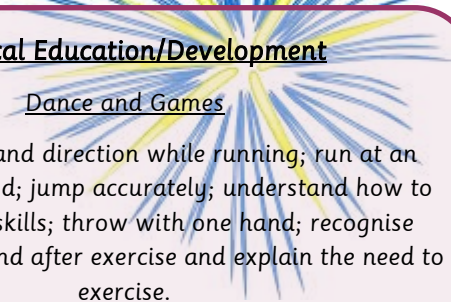 al Education/Development
Dance and Games
and direction while running; run at an
d; jump accurately; understand how to
skills; throw with one hand; recognise
nd after exercise and explain the need to
exercise.